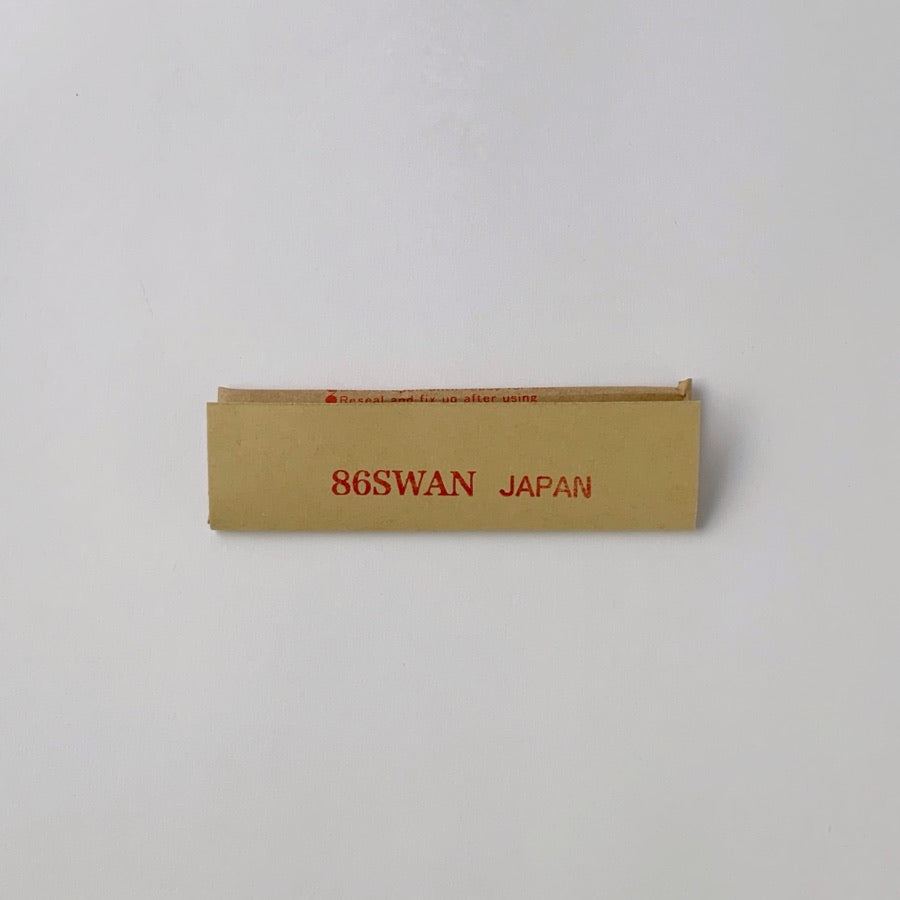 ●Reseal and fix up after using
86SWAN JAPAN